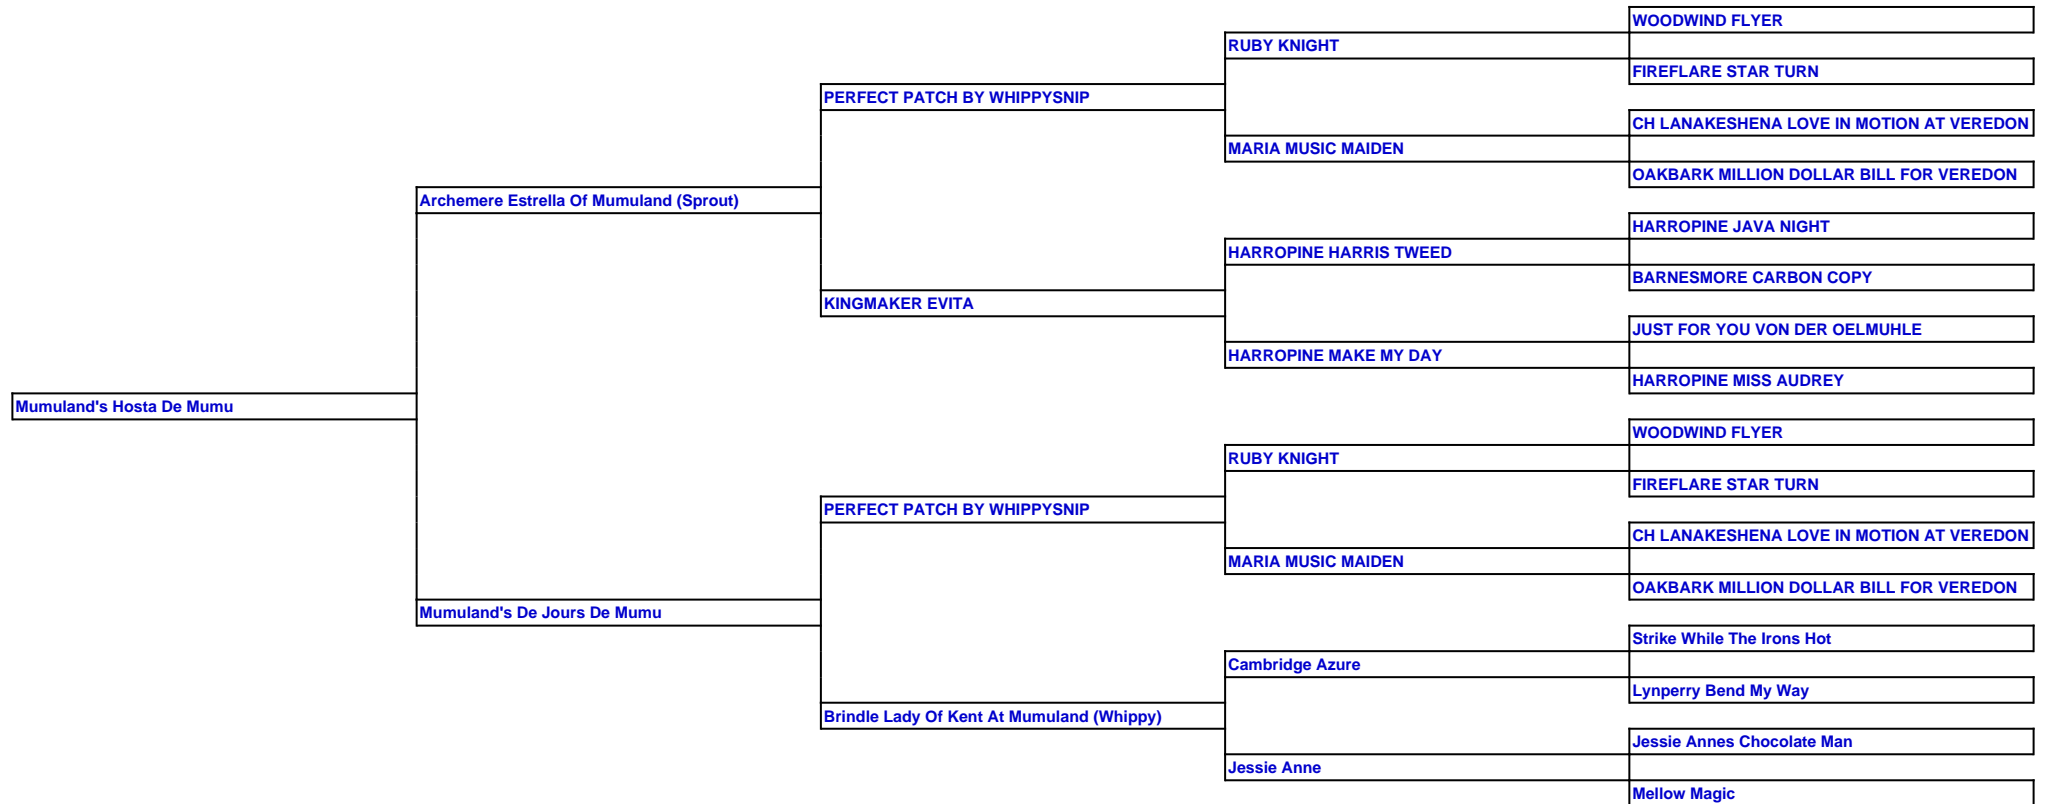 WOODWIND FLYER
RUBY KNIGHT
FIREFLARE STAR TURN
PERFECT PATCH BY WHIPPYSNIP
CH LANAKESHENA LOVE IN MOTION AT VEREDON
MARIA MUSIC MAIDEN
OAKBARK MILLION DOLLAR BILL FOR VEREDON
Archemere Estrella Of Mumuland (Sprout)
HARROPINE JAVA NIGHT
HARROPINE HARRIS TWEED
BARNESMORE CARBON COPY
KINGMAKER EVITA
JUST FOR YOU VON DER OELMUHLE
HARROPINE MAKE MY DAY
HARROPINE MISS AUDREY
Mumuland's Hosta De Mumu
WOODWIND FLYER
RUBY KNIGHT
FIREFLARE STAR TURN
PERFECT PATCH BY WHIPPYSNIP
CH LANAKESHENA LOVE IN MOTION AT VEREDON
MARIA MUSIC MAIDEN
OAKBARK MILLION DOLLAR BILL FOR VEREDON
Mumuland's De Jours De Mumu
Strike While The Irons Hot
Cambridge Azure
Lynperry Bend My Way
Brindle Lady Of Kent At Mumuland (Whippy)
Jessie Annes Chocolate Man
Jessie Anne
Mellow Magic